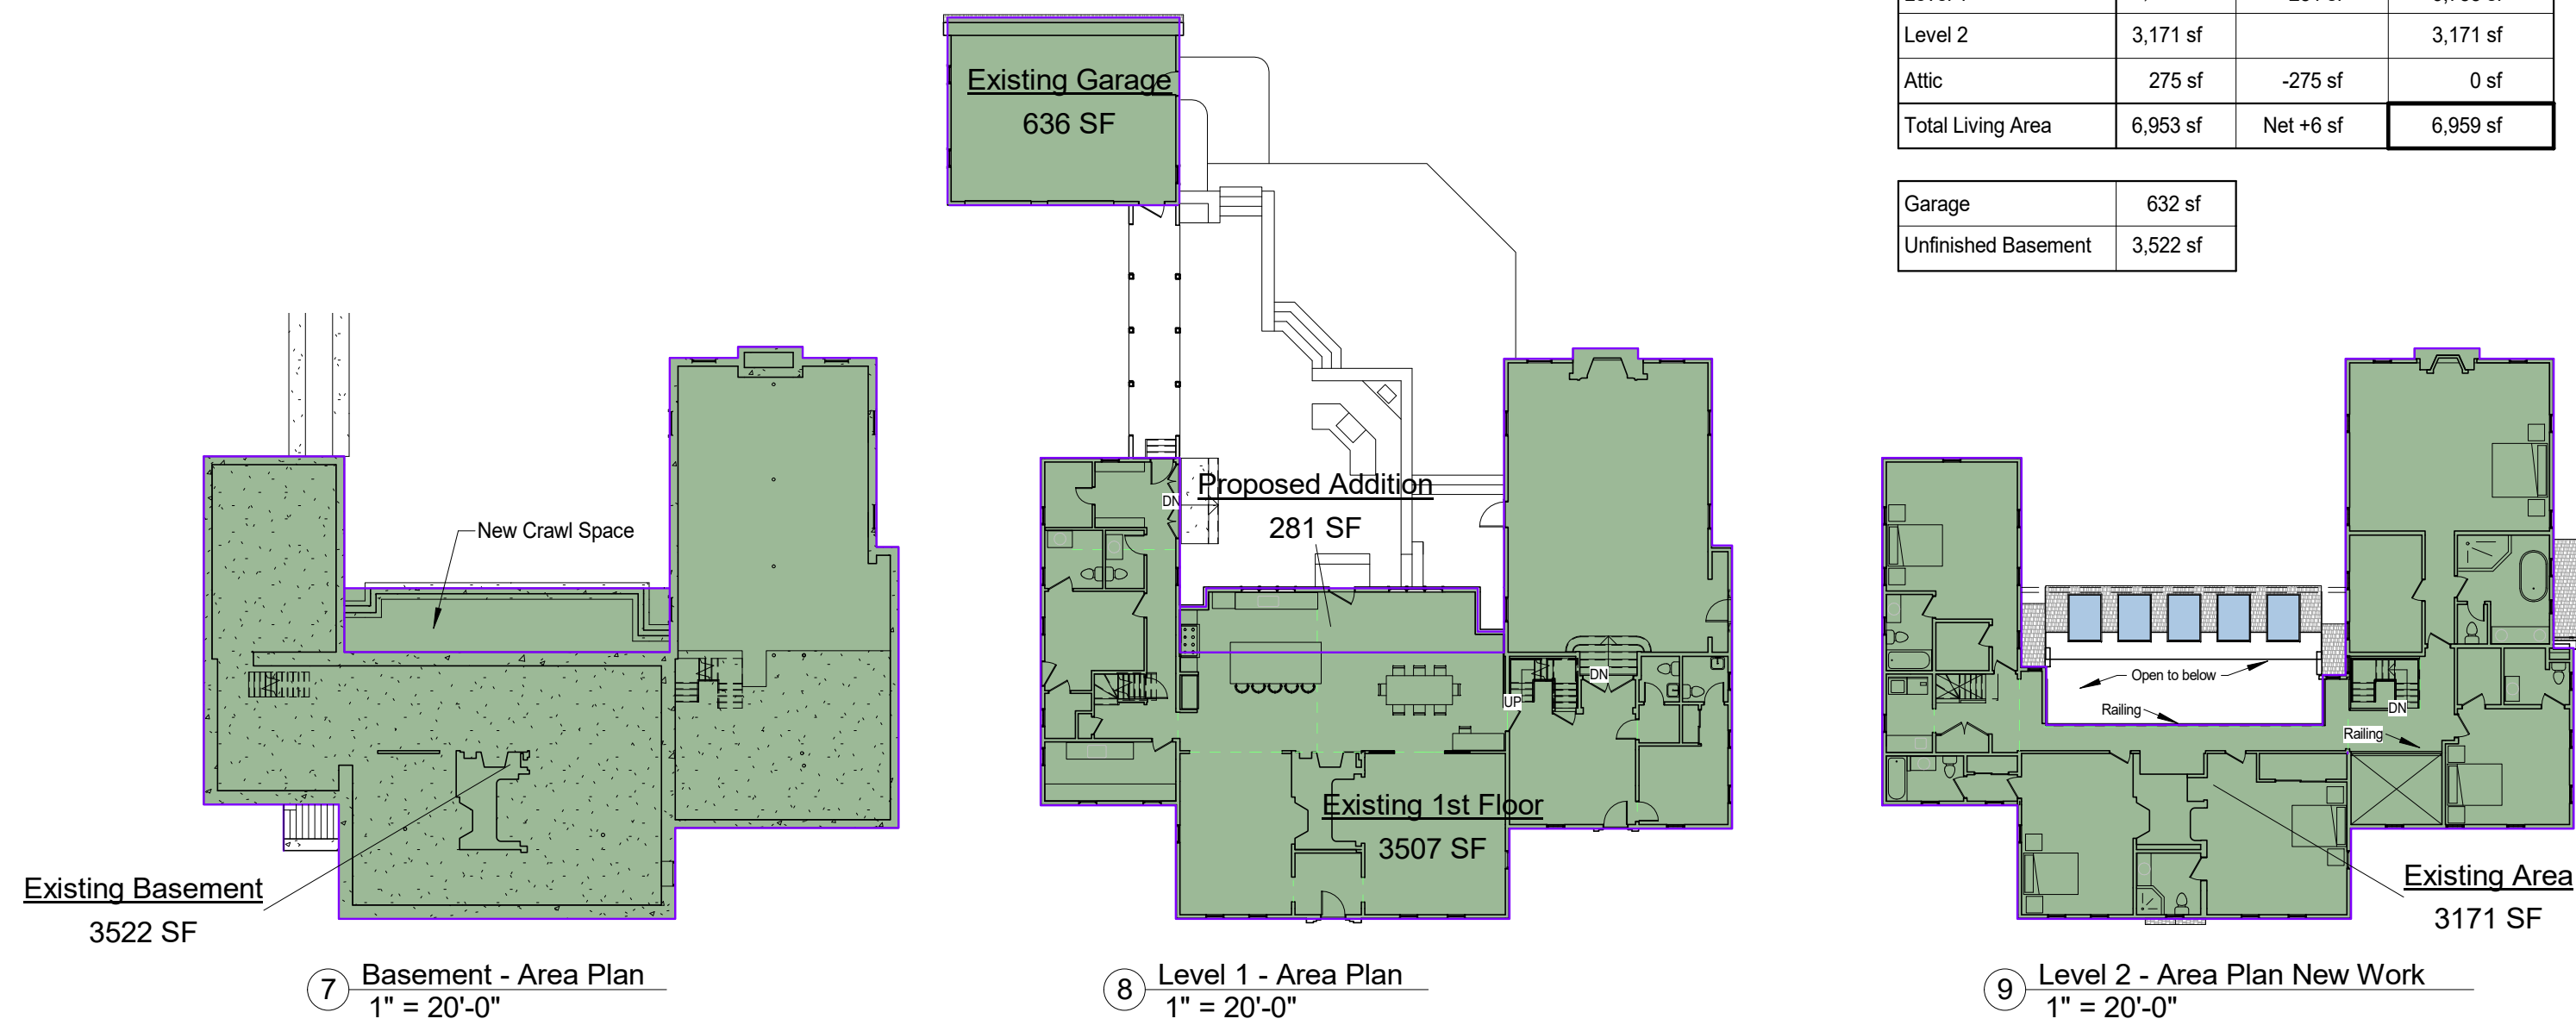 Level 2 3,171 sf 3,171 sf
Attic 275 sf -275 sf 0 sf
Total Living Area 6,953 sf Net +6 sf 6,959 sf
Garage 632 sf
Unfinished Basement 3,522 sf
Existing Garage
636 SF
New Crawl Space
Existing Basement
3522 SF
7 Basement - Area Plan
1" = 20'-0"
DN
Proposed Addition
281 SF
DN
UP
Existing 1st Floor
3507 SF
8 Level 1 - Area Plan
1" = 20'-0"
Open to below
Railing
DN
Railing
Existing Area
3171 SF
9 Level 2 - Area Plan New Work
1" = 20'-0"